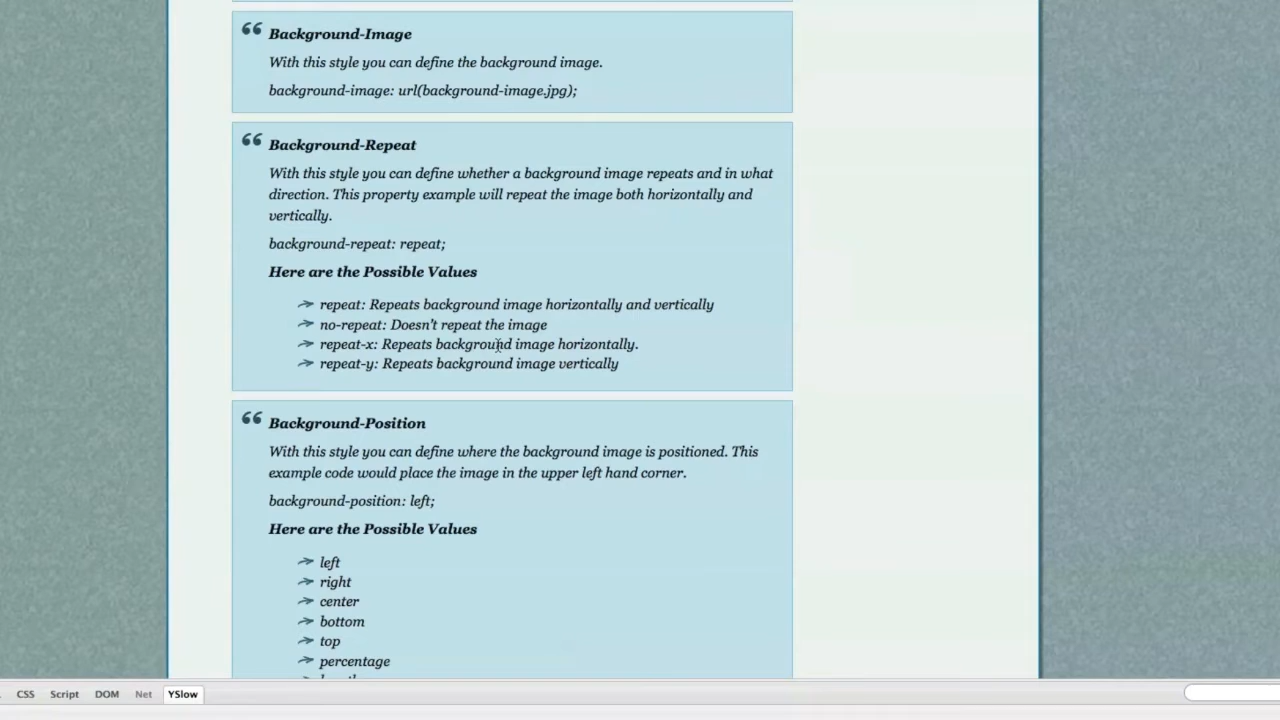 Background-Image
With this style you can define the background image.
background-image: url(background-image.jpg);
Background-Repeat
With this style you can define whether a background image repeats and in what
direction. This property example will repeat the image both horizontally and
vertically.
background-repeat: repeat;
Here are the Possible Values
repeat: Repeats background image horizontally and vertically
no-repeat: Doesn't repeat the image
repeat-x: Repeats background image horizontally.
repeat-y: Repeats background image vertically
Background-Position
With this style you can define where the background image is positioned. This
example code would place the image in the upper left hand corner.
background-position: left;
Here are the Possible Values
left
right
center
bottom
top
percentage
CSS Script DOM Net YSlow